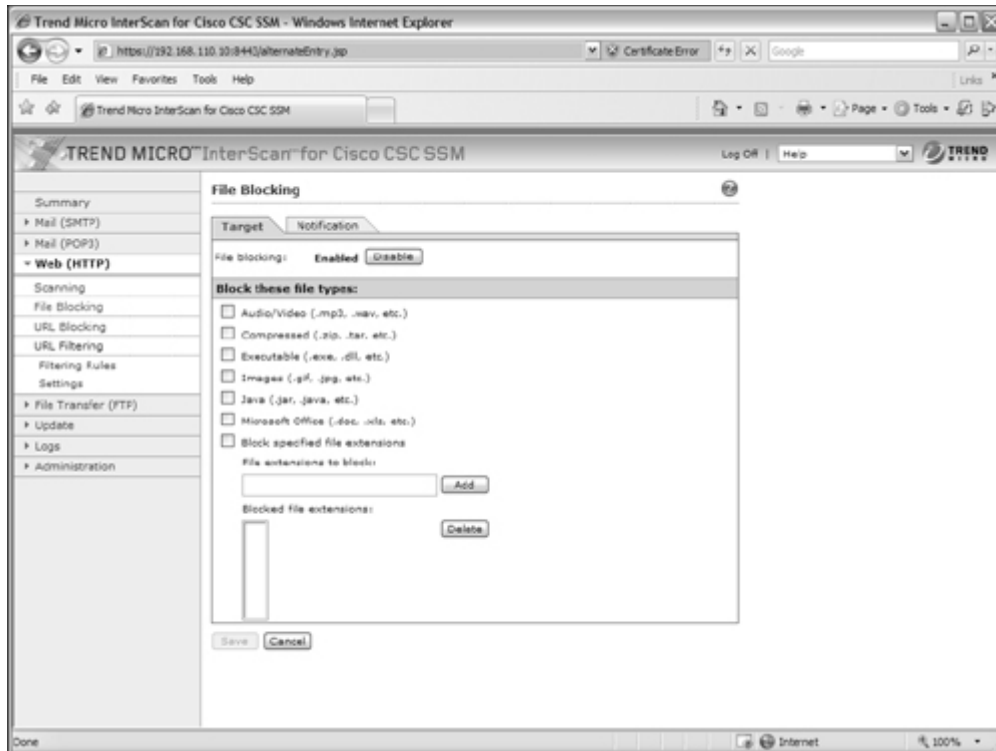 Trend Micro InterScan for Cisco CSC SSM - Windows Internet Explorer
https://192.168.110.10:8443/alternateEntry.jsp
Certificate Error
Google
File Edit View Favorites Tools Help
Links
Trend Micro InterScan for Cisco CSC SSM
Page
Tools
TREND MICRO™ InterScan™ for Cisco CSC SSM
Log Off | Help
TREND MICRO
Summary
Mail (SMTP)
Mail (POP3)
Web (HTTP)
Scanning
File Blocking
URL Blocking
URL Filtering
Filtering Rules
Settings
File Transfer (FTP)
Update
Logs
Administration
File Blocking
Target
Notification
File blocking: Enabled Disable
Block these file types:
Audio/Video (.mp3, .wav, etc.)
Compressed (.zip, .tar, etc.)
Executable (.exe, .dll, etc.)
Images (.gif, .jpg, etc.)
Java (.jar, .java, etc.)
Microsoft Office (.doc, .xls, etc.)
Block specified file extensions
File extensions to block:
Add
Blocked file extensions:
Delete
Save Cancel
Done
Internet
100%